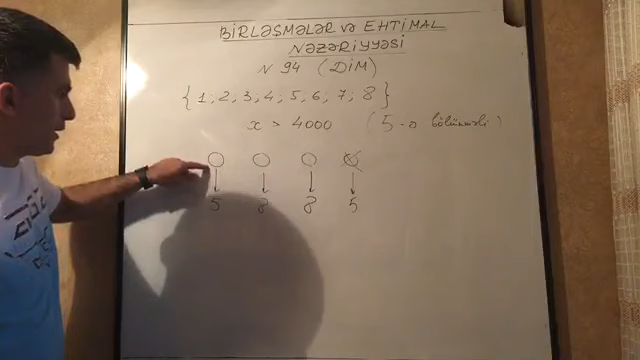 BİRLƏŞMƏLƏR VƏ EHTİMAL
NƏZƏRİYYƏSİ
N 94 (DİM)
{1; 2; 3; 4; 5; 6; 7; 8}
x > 4000 (5-ə bölünməli)
5 8 8 5